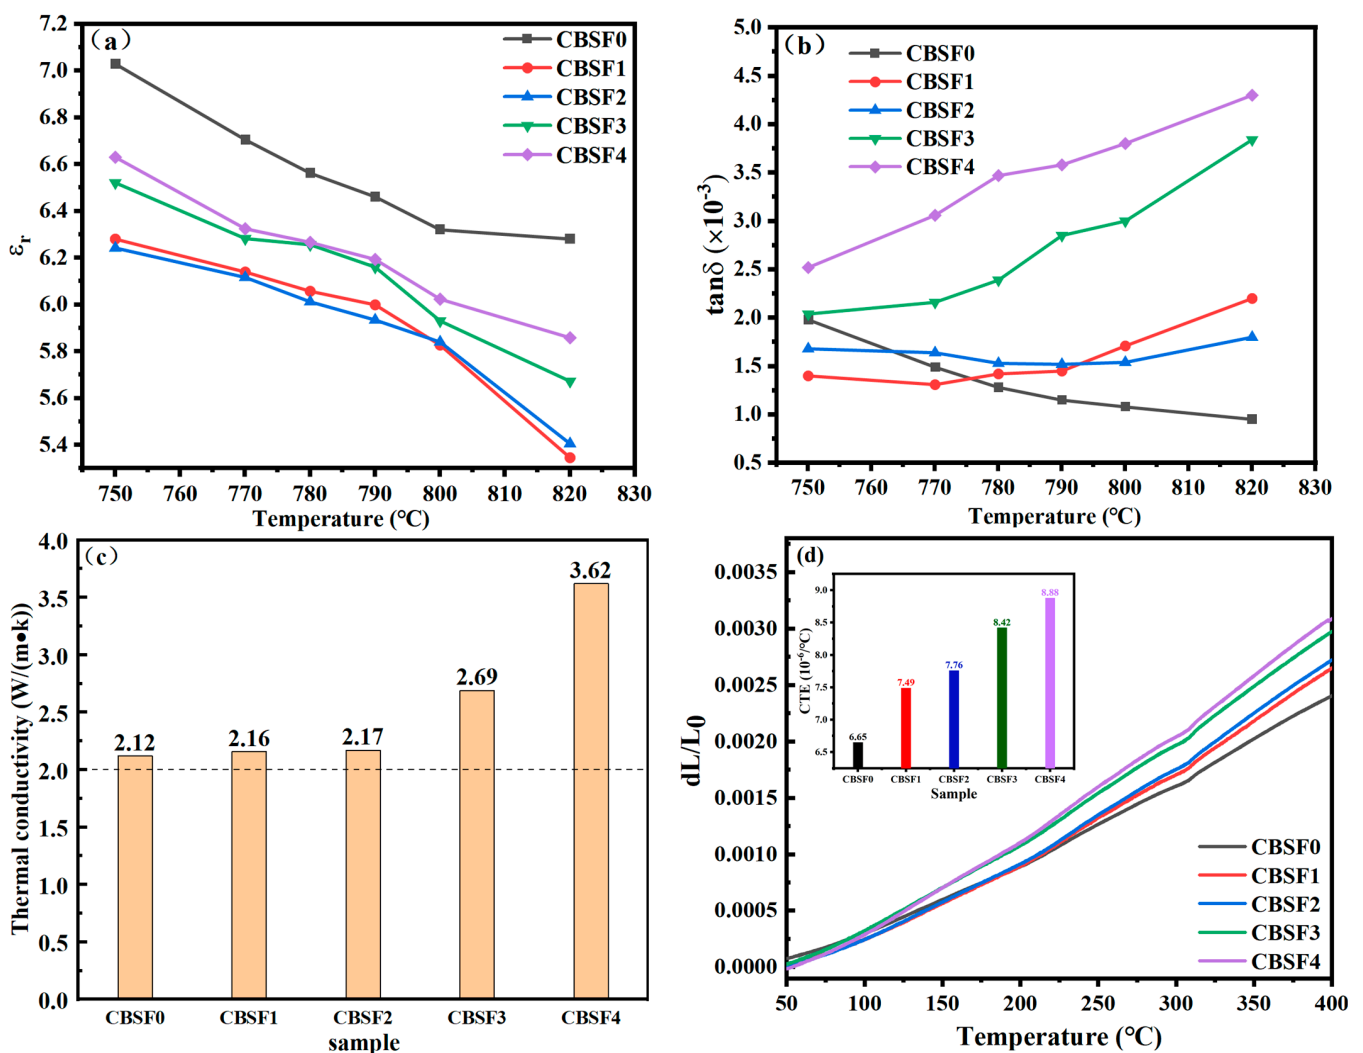 (a)
7.2
7.0
6.8
6.6
6.4
6.2
6.0
5.8
5.6
5.4
εr
CBSF0
CBSF1
CBSF2
CBSF3
CBSF4
750 760 770 780 790 800 810 820 830
Temperature (℃)
(b)
5.0
4.5
4.0
3.5
3.0
2.5
2.0
1.5
1.0
0.5
tanδ (×10⁻³)
CBSF0
CBSF1
CBSF2
CBSF3
CBSF4
750 760 770 780 790 800 810 820 830
Temperature (℃)
(c)
4.0
3.5
3.0
2.5
2.0
1.5
1.0
0.5
0.0
Thermal conductivity (W/(m●k))
2.12 2.16 2.17 2.69 3.62
CBSF0 CBSF1 CBSF2 CBSF3 CBSF4
sample
(d)
0.0035
0.0030
0.0025
0.0020
0.0015
0.0010
0.0005
0.0000
dL/L0
9.0
8.5
8.0
7.5
7.0
6.5
CTE (10⁻⁶/℃)
6.65 7.49 7.76 8.42 8.88
CBSF0 CBSF1 CBSF2 CBSF3 CBSF4
Sample
CBSF0
CBSF1
CBSF2
CBSF3
CBSF4
50 100 150 200 250 300 350 400
Temperature (℃)